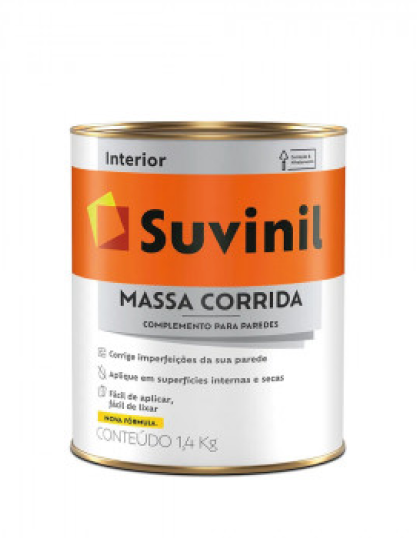 Interior
Suvinil
MASSA CORRIDA
COMPLEMENTO PARA PAREDES
Corrige imperfeições da sua parede
Aplique em superfícies internas e secas
Fácil de aplicar,
fácil de lixar
NOVA FÓRMULA.
CONTEÚDO 1,4 Kg